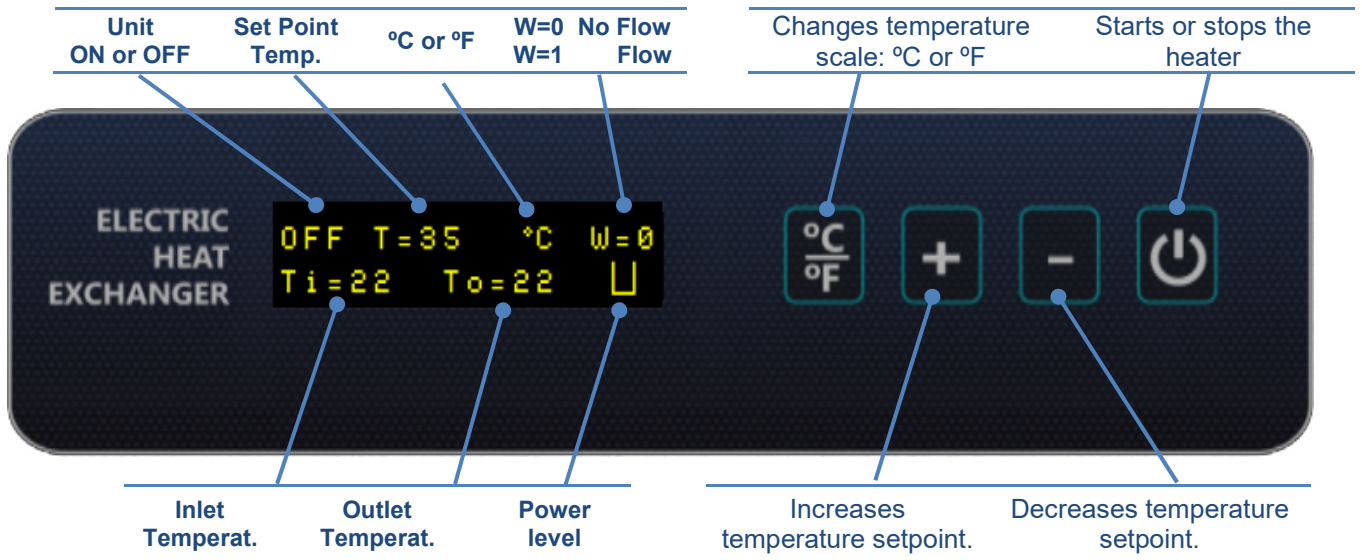 Unit
ON or OFF
Set Point
Temp.
ºC or ºF
W=0 No Flow
W=1 Flow
Changes temperature
scale: ºC or ºF
Starts or stops the
heater
ELECTRIC
HEAT
EXCHANGER
OFF T=35 °C W=0
Ti=22 To=22
ºC
ºF
+
-
Inlet
Temperat.
Outlet
Temperat.
Power
level
Increases
temperature setpoint.
Decreases temperature
setpoint.